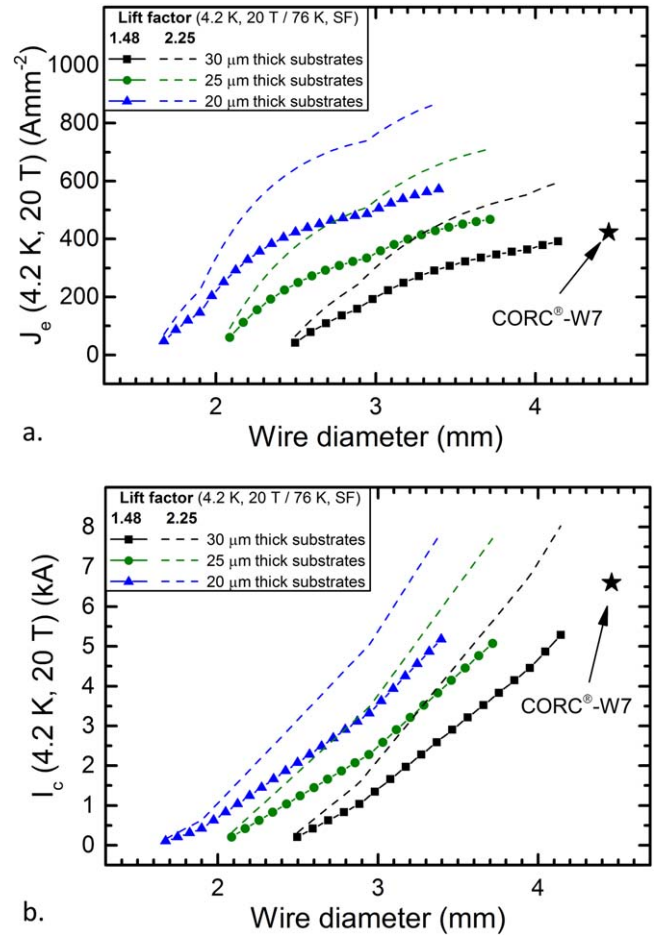 Lift factor (4.2 K, 20 T / 76 K, SF)
1.48 2.25
30 μm thick substrates
25 μm thick substrates
20 μm thick substrates
1000
800
600
400
200
0
Je (4.2 K, 20 T) (Amm-2)
CORC®-W7
2 3 4
a. Wire diameter (mm)
Lift factor (4.2 K, 20 T / 76 K, SF)
1.48 2.25
30 μm thick substrates
25 μm thick substrates
20 μm thick substrates
8
7
6
5
4
3
2
1
0
Ic (4.2 K, 20 T) (kA)
CORC®-W7
2 3 4
b. Wire diameter (mm)